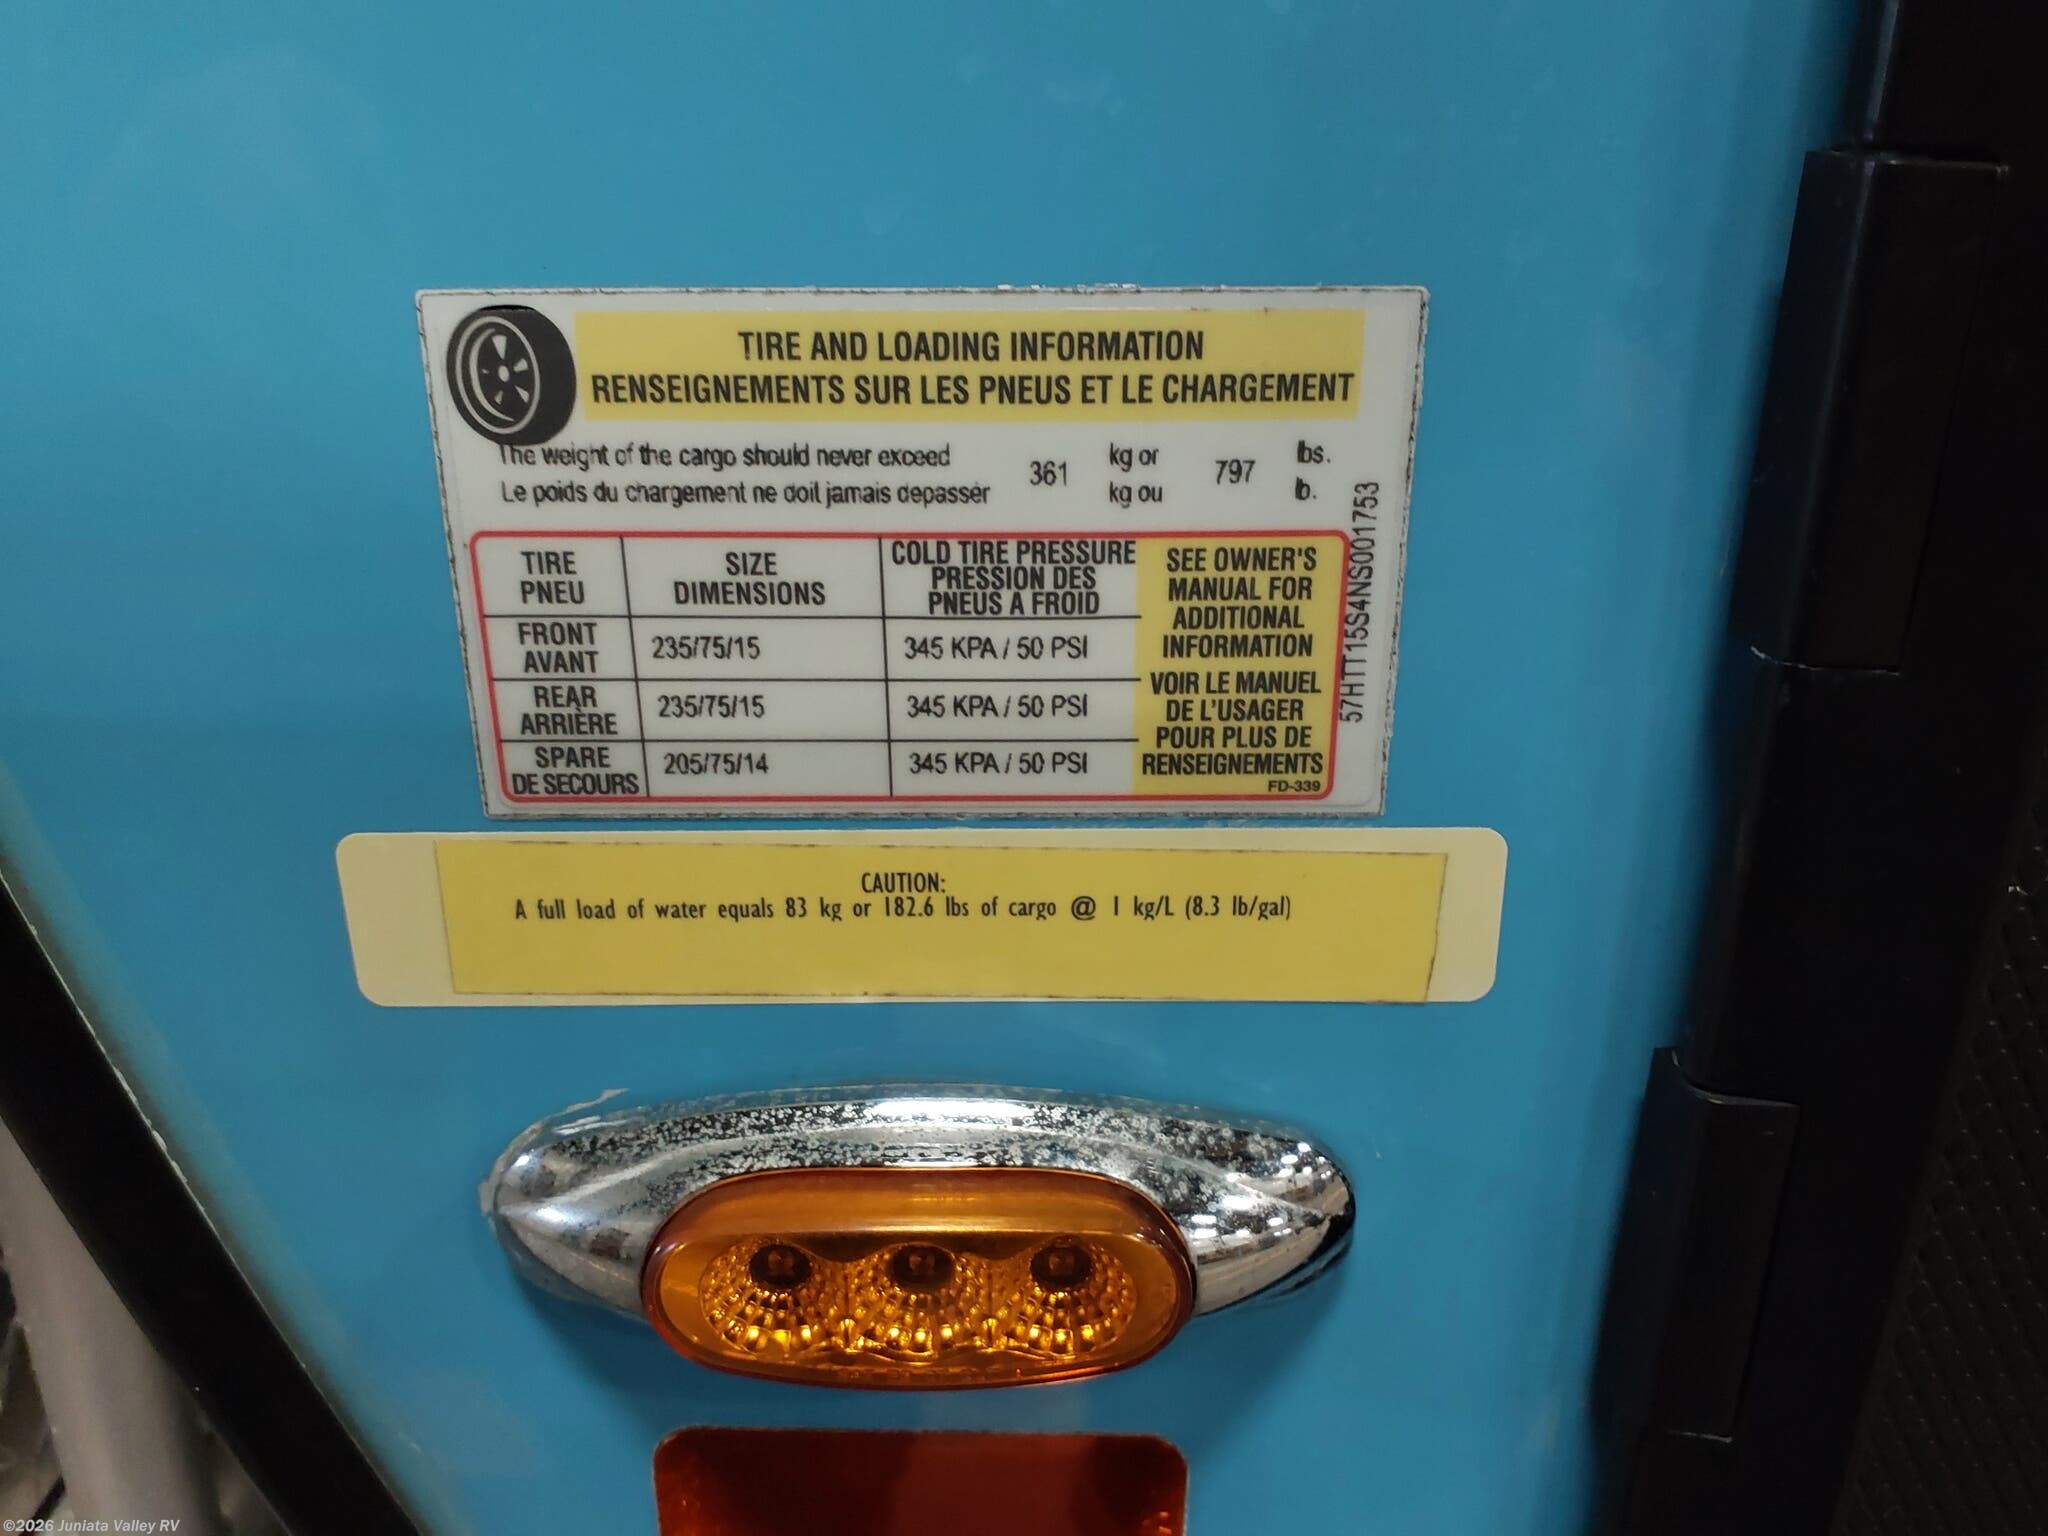 TIRE AND LOADING INFORMATION
RENSEIGNEMENTS SUR LES PNEUS ET LE CHARGEMENT
The weight of the cargo should never exceed 361 kg or 797 lbs.
Le poids du chargement ne doit jamais depasser kg ou lb.
TIRE SIZE COLD TIRE PRESSURE
PNEU DIMENSIONS PRESSION DES
PNEUS A FROID
FRONT
AVANT 235/75/15 345 KPA / 50 PSI
REAR
ARRIÈRE 235/75/15 345 KPA / 50 PSI
SPARE
DE SECOURS 205/75/14 345 KPA / 50 PSI
SEE OWNER'S
MANUAL FOR
ADDITIONAL
INFORMATION
VOIR LE MANUEL
DE L'USAGER
POUR PLUS DE
RENSEIGNEMENTS
FD-339
57HTT15S4NS001753
CAUTION:
A full load of water equals 83 kg or 182.6 lbs of cargo @ 1 kg/L (8.3 lb/gal)
©2026 Juniata Valley RV